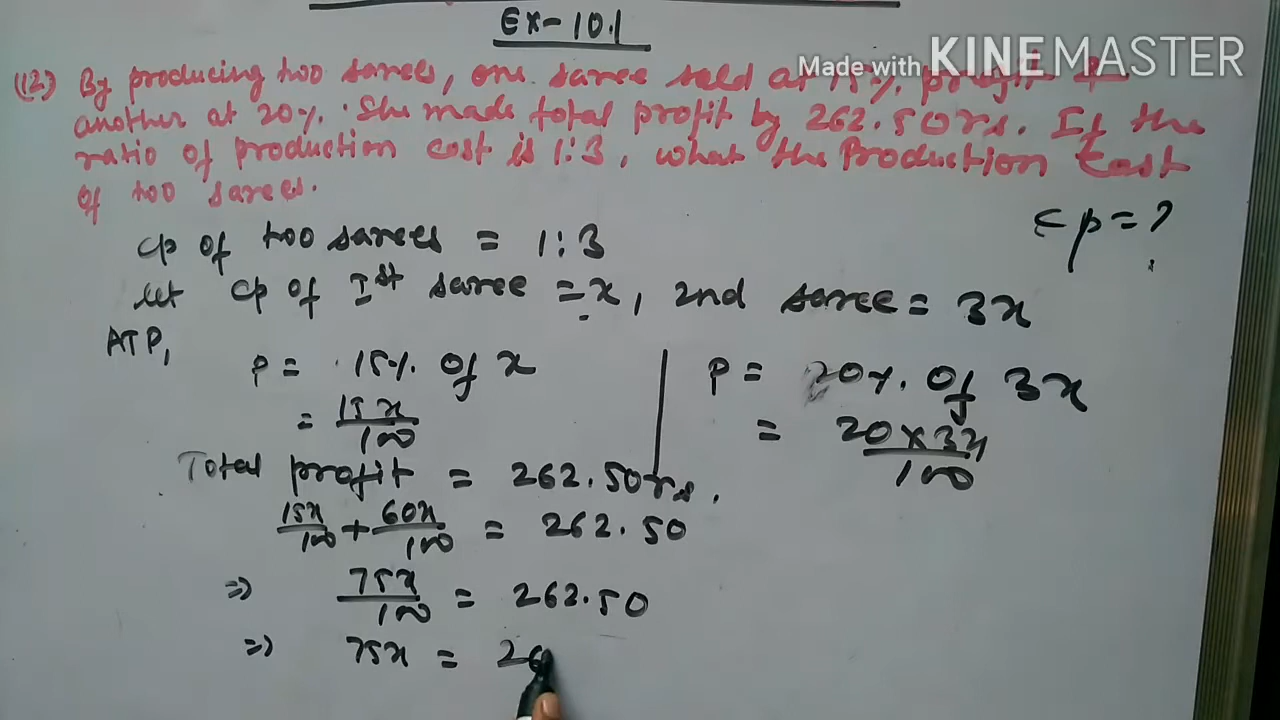 EX-10.1
Made with KINEMASTER
(12) By producing two sarees, one saree sold at 15% profit &
another at 20%. She made total profit by 262.50rs. If the
ratio of production cost is 1:3, what the Production Cost
of two sarees.
CP=?
cp of two sarees = 1:3
let cp of Ist saree = x, 2nd saree = 3x
ATP,
P = 15% of x
= 15x/100
P = 20% of 3x
= 20×3x/100
Total profit = 262.50rs.
15x/100 + 60x/100 = 262.50
⇒ 75x/100 = 262.50
⇒ 75x = 26